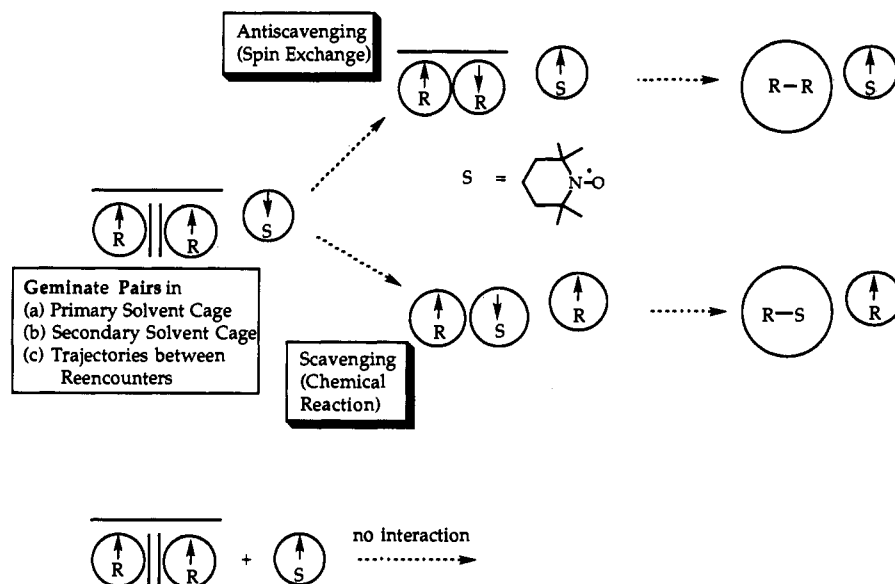 Antiscavenging
(Spin Exchange)
R R S
R-R S
S = N-O
R R S
Geminate Pairs in
(a) Primary Solvent Cage
(b) Secondary Solvent Cage
(c) Trajectories between
Reencounters
R S R
R-S R
Scavenging
(Chemical
Reaction)
no interaction
R R + S